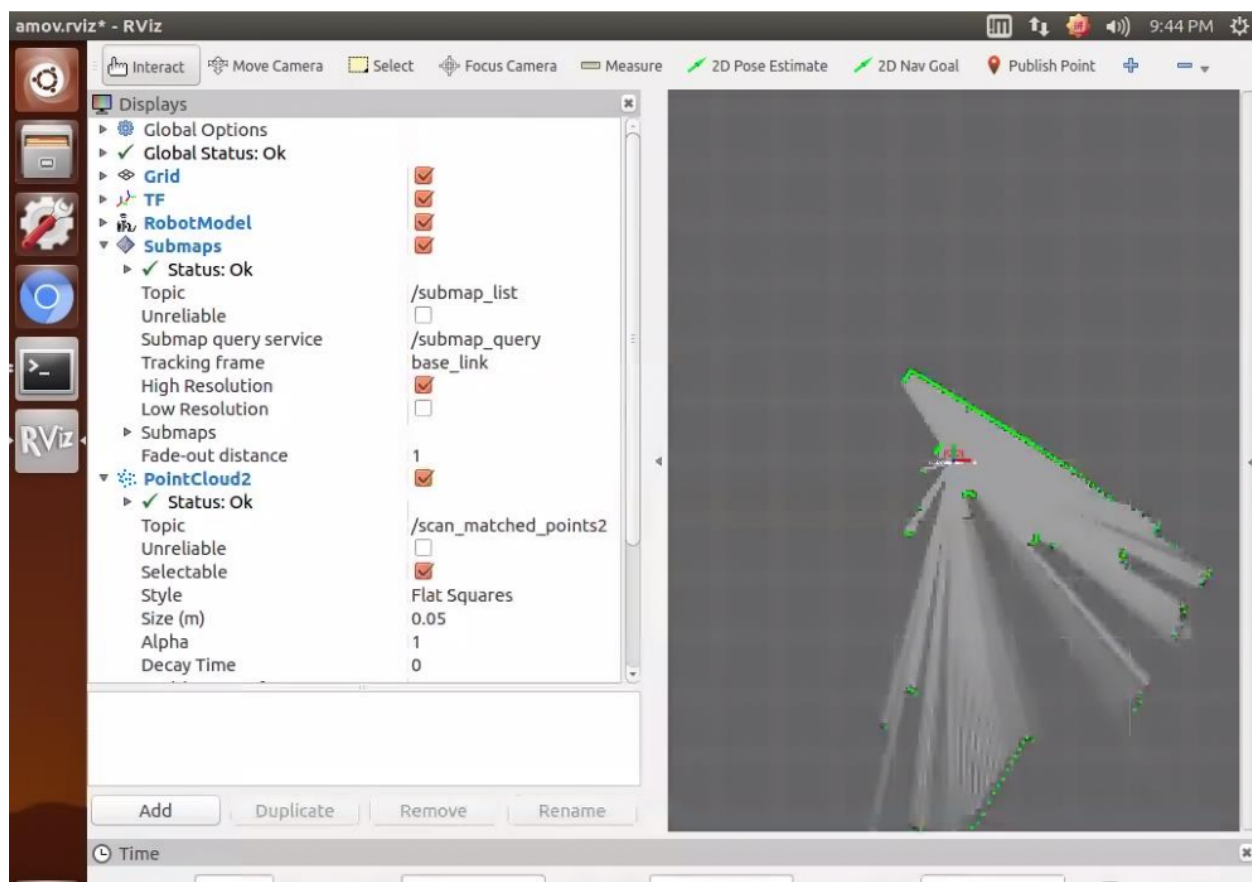 amov.rviz* - RViz
9:44 PM
Interact Move Camera Select Focus Camera Measure 2D Pose Estimate 2D Nav Goal Publish Point
Displays
Global Options
Global Status: Ok
Grid
TF
RobotModel
Submaps
Status: Ok
Topic /submap_list
Unreliable
Submap query service /submap_query
Tracking frame base_link
High Resolution
Low Resolution
Submaps
Fade-out distance 1
PointCloud2
Status: Ok
Topic /scan_matched_points2
Unreliable
Selectable
Style Flat Squares
Size (m) 0.05
Alpha 1
Decay Time 0
RViz
Add Duplicate Remove Rename
Time